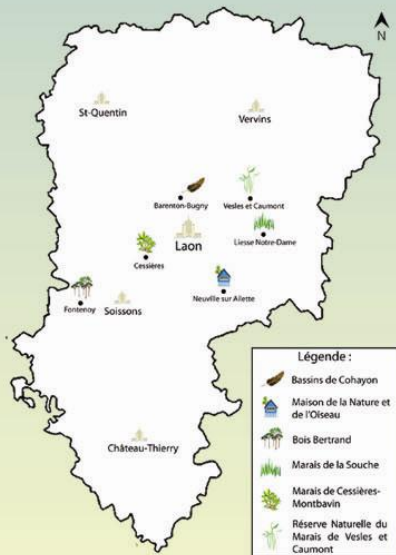 N
St-Quentin
Vervins
Barenton-Bugny
Vesles et Caumont
Laon
Liesse Notre-Dame
Cessières
Neuville sur Ailette
Fontenoy
Soissons
Château-Thierry
Légende :
Bassins de Cohayon
Maison de la Nature et
de l'Oiseau
Bois Bertrand
Marais de la Souche
Marais de Cessières-
Montbavin
Réserve Naturelle du
Marais de Vesles et
Caumont